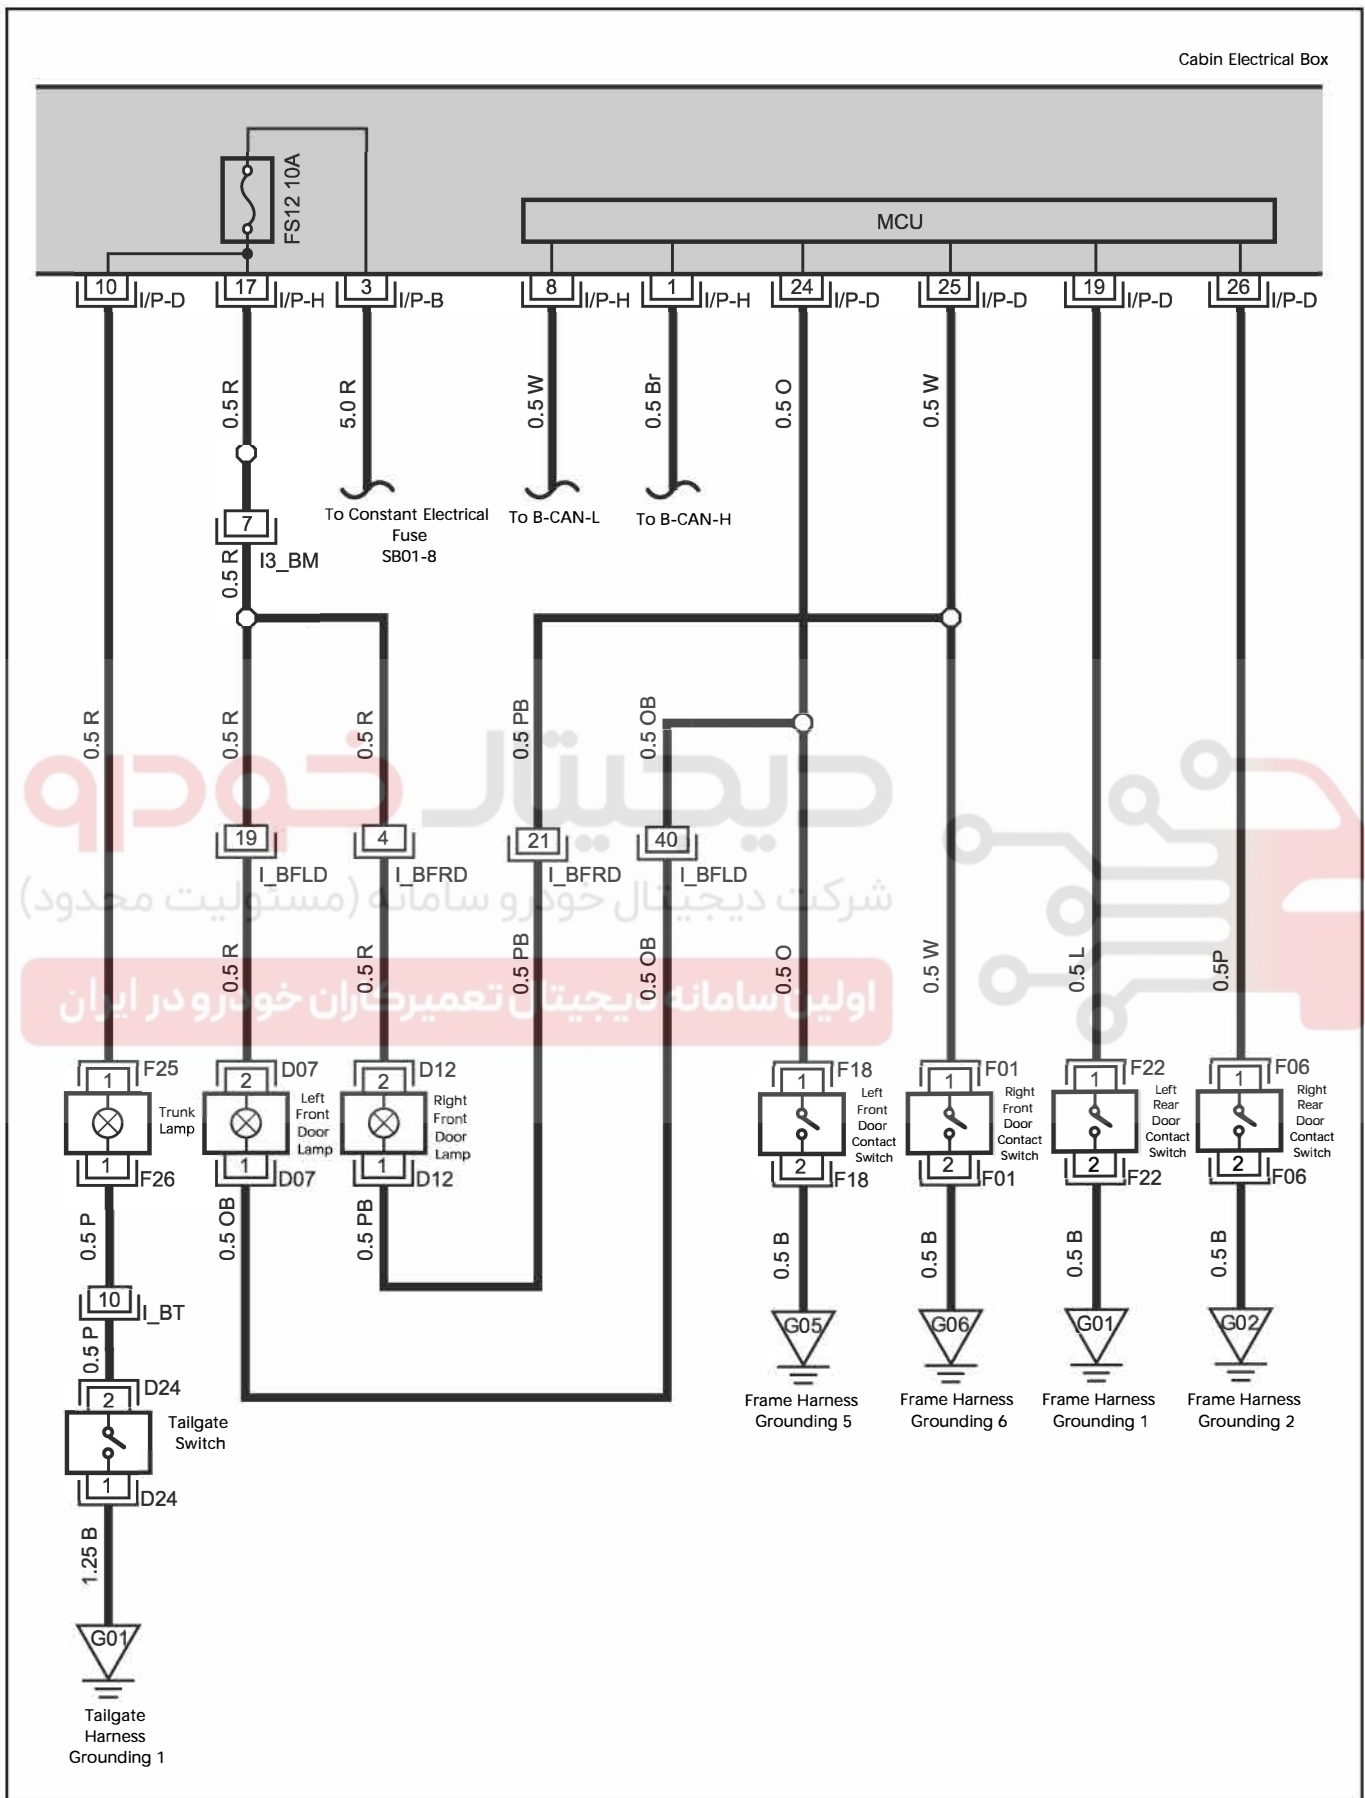 Cabin Electrical Box
FS12 10A
MCU
10
I/P-D
17
I/P-H
3
I/P-B
8
I/P-H
1
I/P-H
24
I/P-D
25
I/P-D
19
I/P-D
26
I/P-D
0.5 R
5.0 R
0.5 W
0.5 Br
0.5 O
0.5 W
To Constant Electrical
Fuse
SB01-8
To B-CAN-L
To B-CAN-H
7
I3_BM
0.5 R
0.5 R
0.5 R
0.5 R
0.5 PB
0.5 OB
دیجیتال خودرو
19
I_BFLD
4
I_BFRD
21
I_BFRD
40
I_BFLD
شرکت دیجیتال خودرو سامانه (مسئولیت محدود)
0.5 R
0.5 R
0.5 PB
0.5 OB
0.5 O
0.5 W
0.5 L
0.5P
اولین سامانه دیجیتال تعمیرکاران خودرو در ایران
1
F25
Trunk
Lamp
1
F26
2
D07
Left
Front
Door
Lamp
1
D07
2
D12
Right
Front
Door
Lamp
1
D12
1
F18
Left
Front
Door
Contact
Switch
2
F18
1
F01
Right
Front
Door
Contact
Switch
2
F01
1
F22
Left
Rear
Door
Contact
Switch
2
F22
1
F06
Right
Rear
Door
Contact
Switch
2
F06
0.5 P
0.5 OB
0.5 PB
0.5 B
0.5 B
0.5 B
0.5 B
10
I_BT
0.5 P
G05
Frame Harness
Grounding 5
G06
Frame Harness
Grounding 6
G01
Frame Harness
Grounding 1
G02
Frame Harness
Grounding 2
2
D24
Tailgate
Switch
1
D24
1.25 B
G01
Tailgate
Harness
Grounding 1